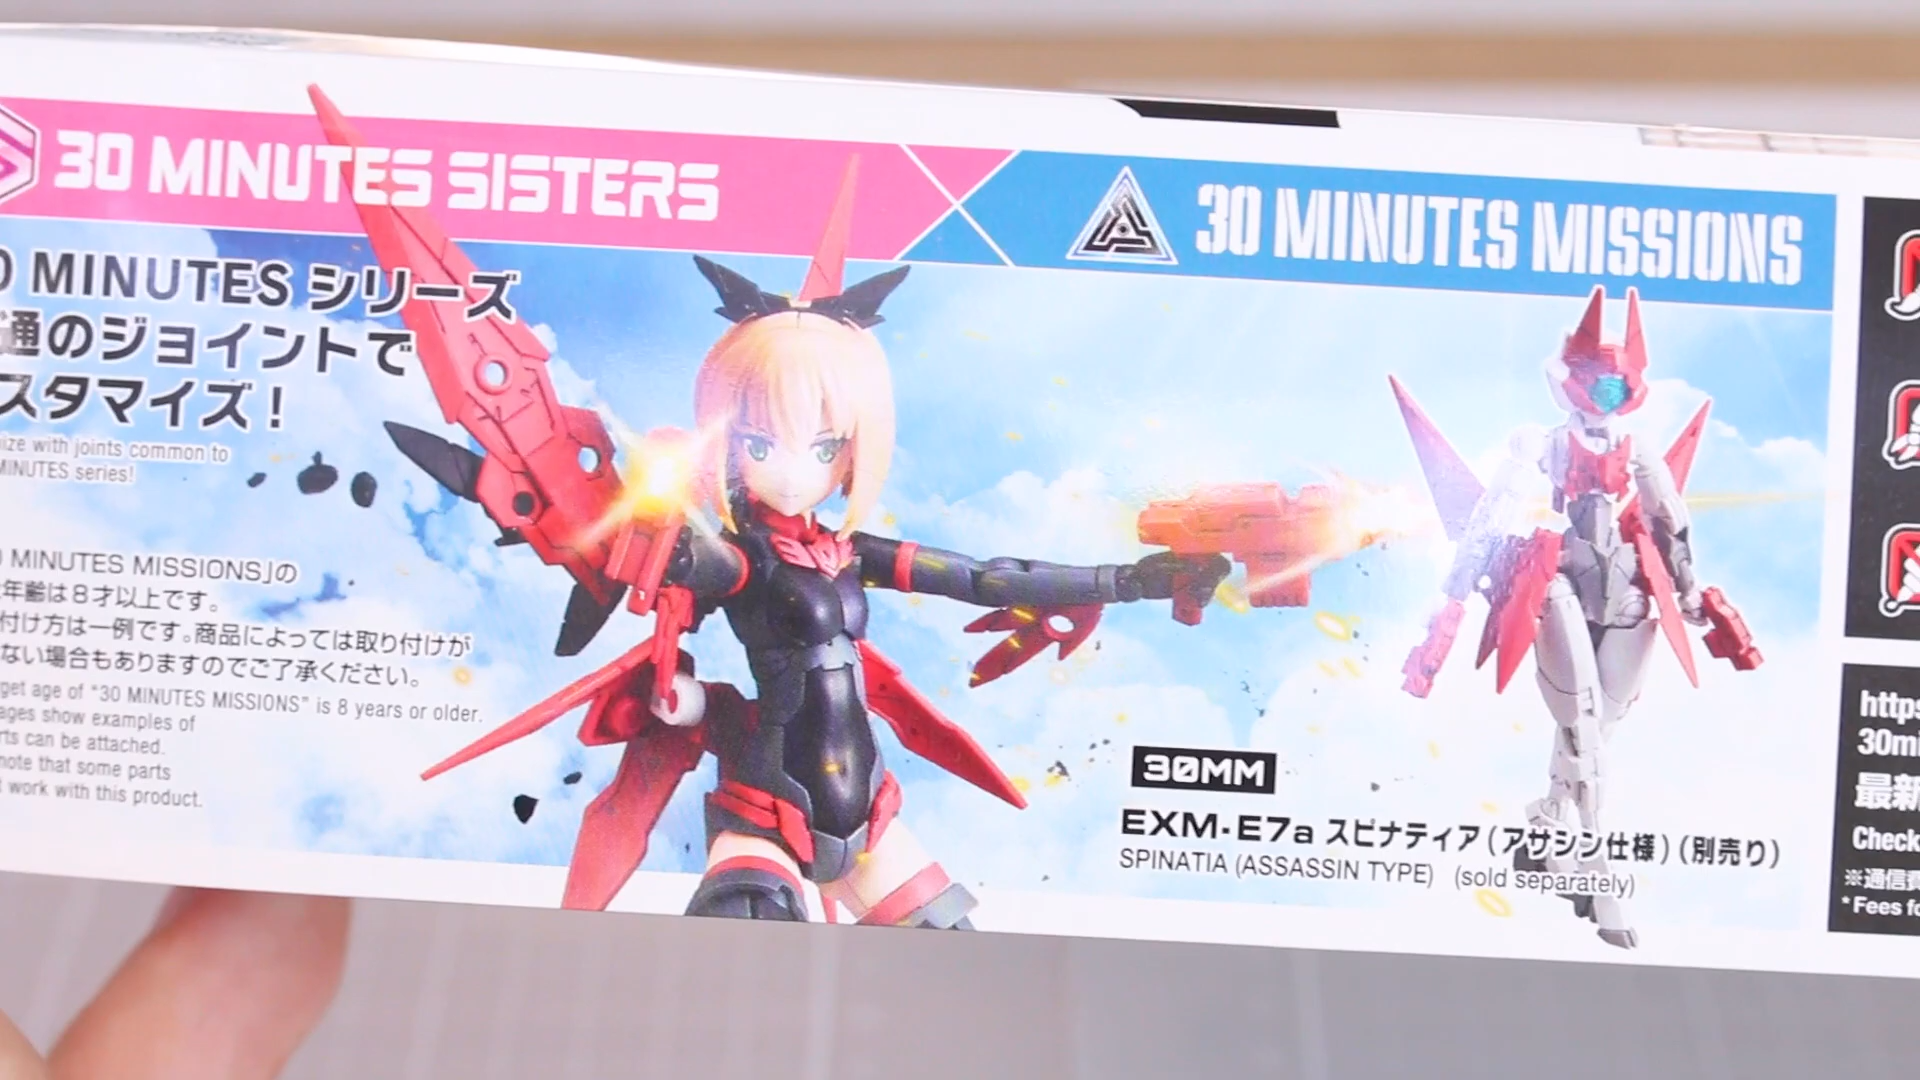 30 MINUTES SISTERS
30 MINUTES MISSIONS
MINUTES シリーズ
通のジョイントで
スタマイズ!
with joints common to
MINUTES series!
MINUTES MISSIONS」の
年齢は8才以上です。
付け方は一例です。商品によっては取り付けが
ない場合もありますのでご了承ください。
age of "30 MINUTES MISSIONS" is 8 years or older.
show examples of
can be attached.
note that some parts
work with this product.
30MM
EXM-E7a スピナティア(アサシン仕様)(別売り)
SPINATIA (ASSASSIN TYPE) (sold separately)
https
30mi
最新
Check
※通信費
* Fees fo